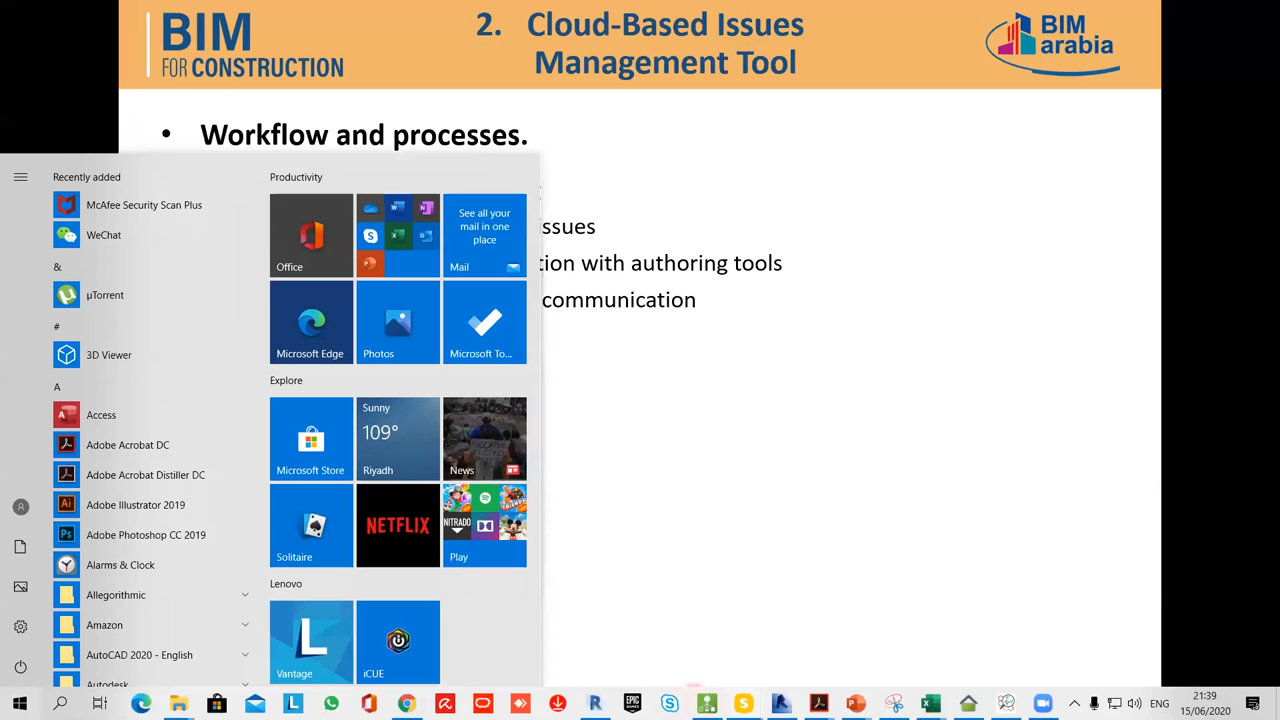 BIM
FOR CONSTRUCTION
2. Cloud-Based Issues
Management Tool
BIM
arabia
• Workflow and processes.
issues
tion with authoring tools
communication
Recently added
McAfee Security Scan Plus
WeChat
&
µTorrent
#
3D Viewer
A
Access
Adobe Acrobat DC
Adobe Acrobat Distiller DC
Adobe Illustrator 2019
Adobe Photoshop CC 2019
Alarms & Clock
Allegorithmic
Amazon
AutoCAD 2020 - English
Autodesk
Productivity
Office
See all your
mail in one
place
Mail
Microsoft Edge
Photos
Microsoft To...
Explore
Microsoft Store
Sunny
109°
Riyadh
News
Solitaire
NETFLIX
NITRADO
Play
Lenovo
Vantage
iCUE
ENG
21:39
15/06/2020